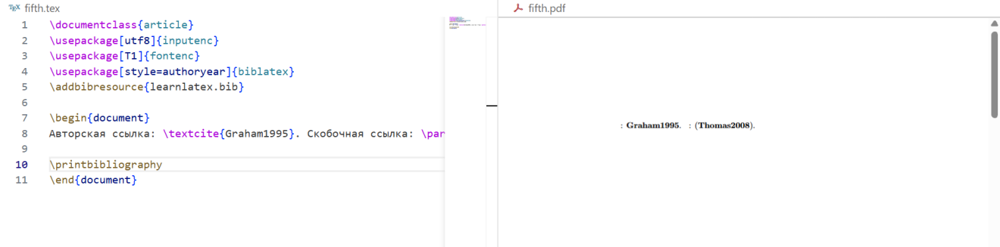 TEX fifth.tex
1 \documentclass{article}
2 \usepackage[utf8]{inputenc}
3 \usepackage[T1]{fontenc}
4 \usepackage[style=authoryear]{biblatex}
5 \addbibresource{learnlatex.bib}
6
7 \begin{document}
8 Авторская ссылка: \textcite{Graham1995}. Скобочная ссылка: \par
9
10 \printbibliography
11 \end{document}
fifth.pdf
: Graham1995. : (Thomas2008).